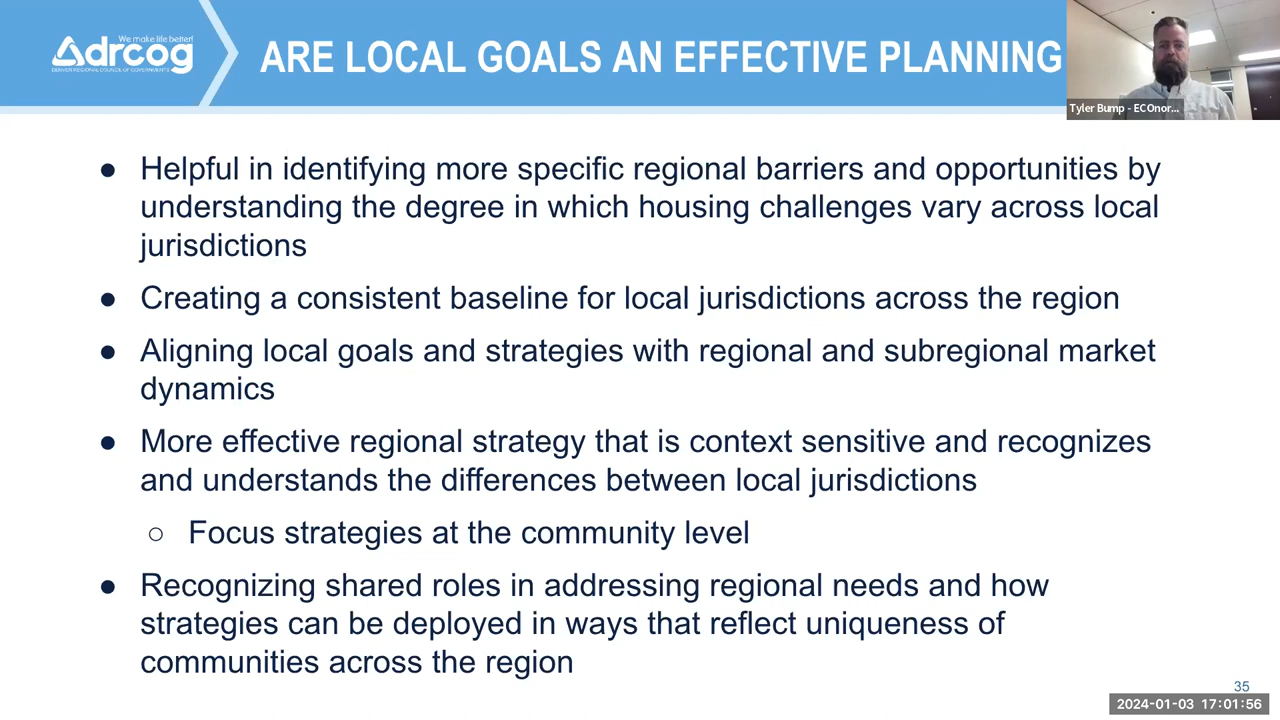 We make life better!
drcog
DENVER REGIONAL COUNCIL OF GOVERNMENTS
ARE LOCAL GOALS AN EFFECTIVE PLANNING
Tyler Bump - ECOnor...
● Helpful in identifying more specific regional barriers and opportunities by
understanding the degree in which housing challenges vary across local
jurisdictions
● Creating a consistent baseline for local jurisdictions across the region
● Aligning local goals and strategies with regional and subregional market
dynamics
● More effective regional strategy that is context sensitive and recognizes
and understands the differences between local jurisdictions
○ Focus strategies at the community level
● Recognizing shared roles in addressing regional needs and how
strategies can be deployed in ways that reflect uniqueness of
communities across the region
35
2024-01-03 17:01:56